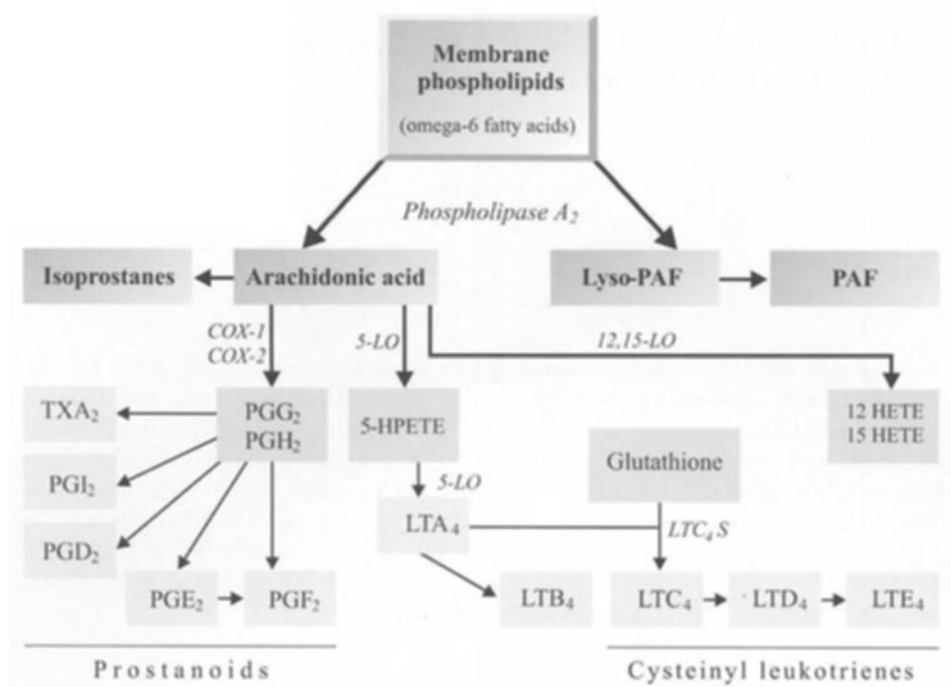 Membrane
phospholipids
(omega-6 fatty acids)
Phospholipase A₂
Isoprostanes
Arachidonic acid
Lyso-PAF
PAF
COX-1
COX-2
5-LO
12,15-LO
TXA₂
PGG₂
PGH₂
5-HPETE
12 HETE
15 HETE
Glutathione
PGI₂
5-LO
LTA₄
LTC₄ S
PGD₂
PGE₂
PGF₂
LTB₄
LTC₄
LTD₄
LTE₄
Prostanoids
Cysteinyl leukotrienes